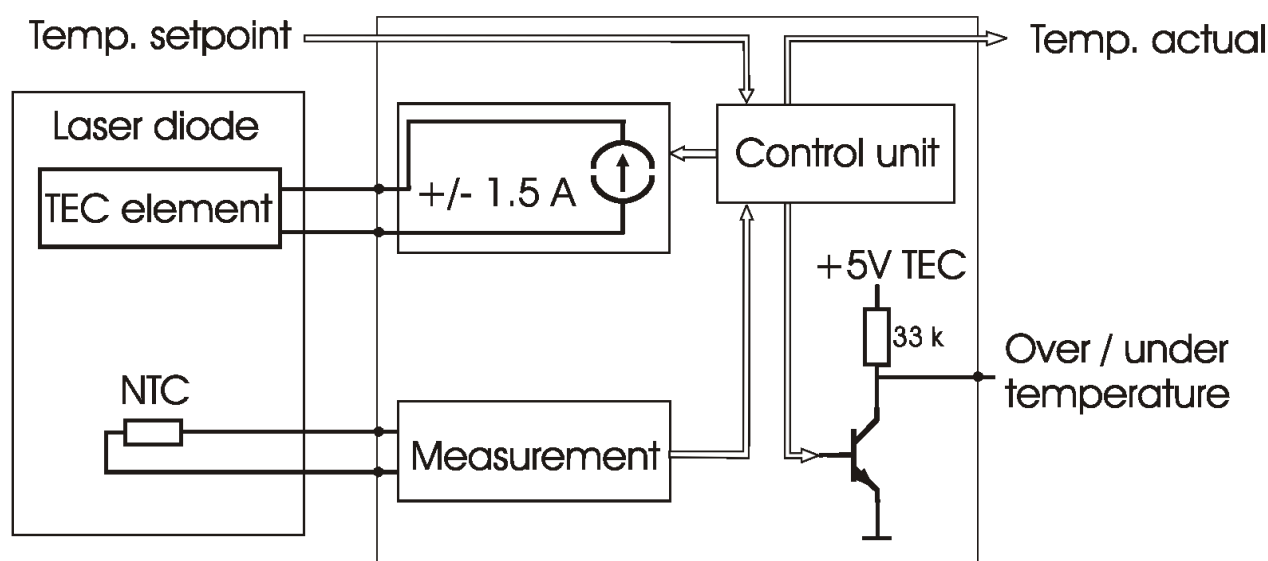 Temp. setpoint
Temp. actual
Laser diode
TEC element
+/- 1.5 A
Control unit
+5V TEC
33 k
Over / under
temperature
NTC
Measurement